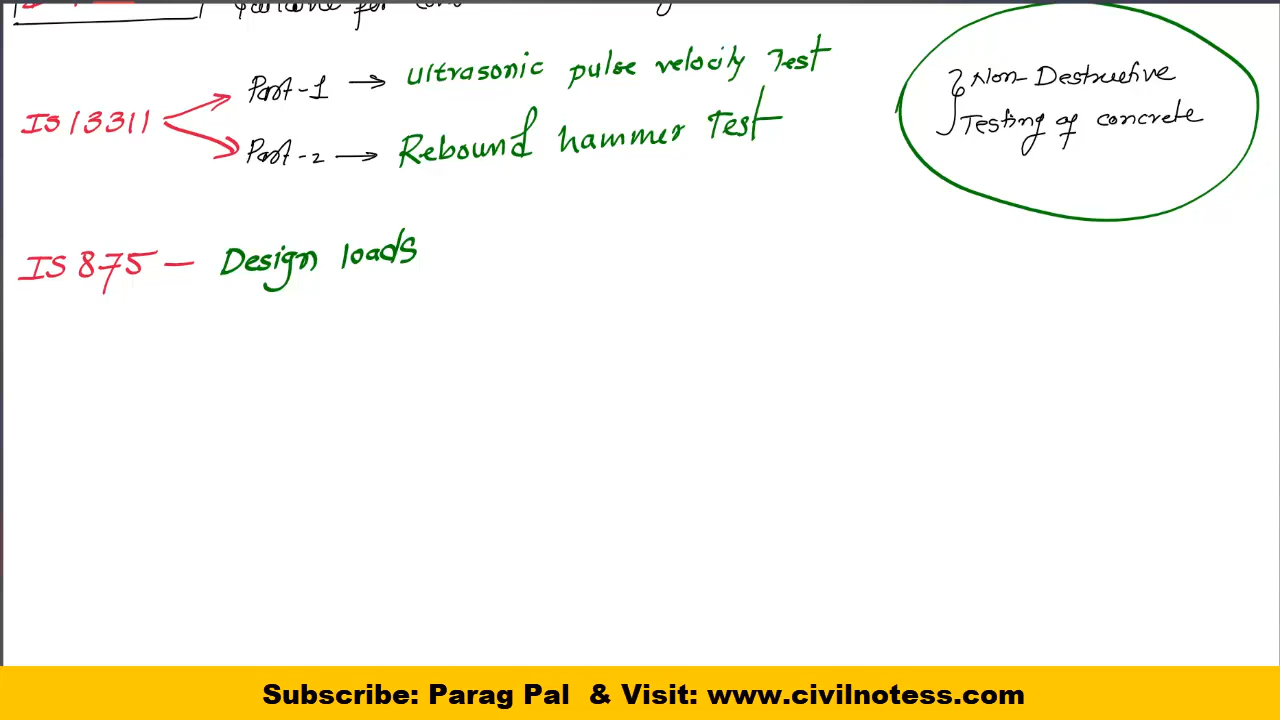 IS 13311
Part-1 → Ultrasonic pulse velocity Test
Part-2 → Rebound hammer Test
Non-Destructive
Testing of concrete
IS 875 — Design loads
Subscribe: Parag Pal & Visit: www.civilnotess.com